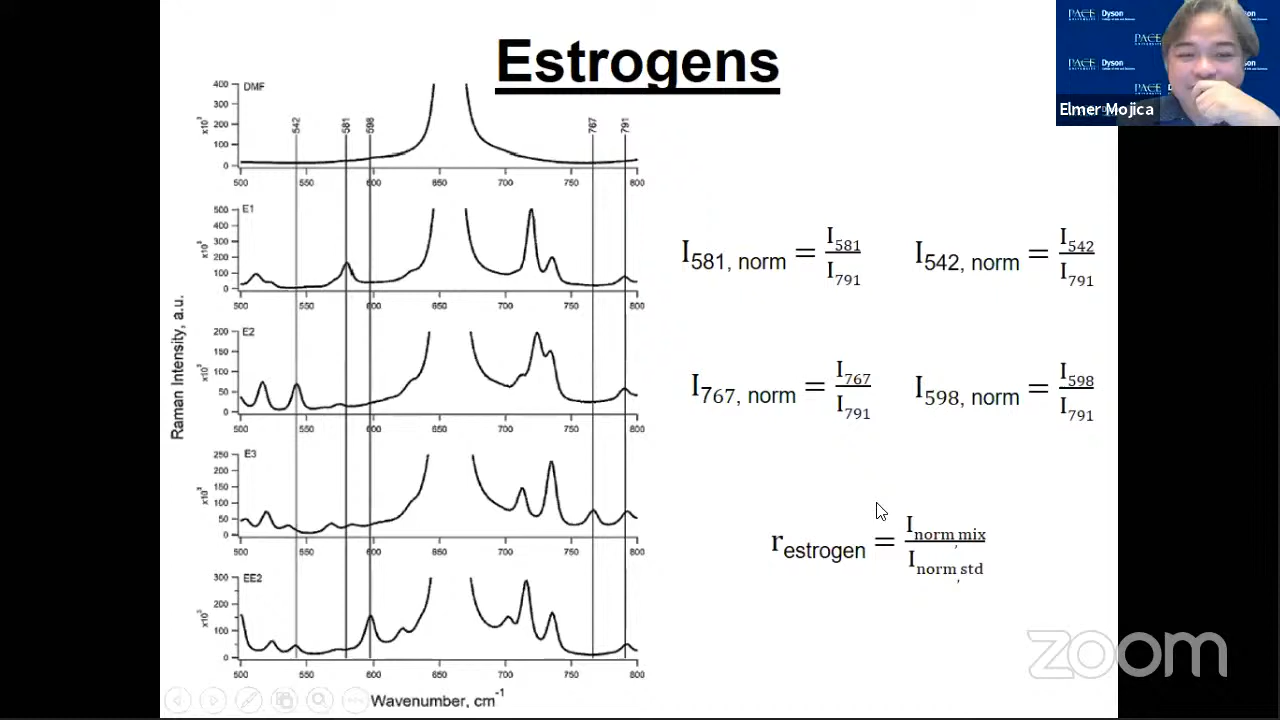 Estrogens
PACE
Dyson
PACE
Dyson
PACE
Elmer Mojica
DMF
400
300
200
100
0
x10³
542
581
598
767
791
500 550 600 650 700 750 800
E1
500
400
300
200
100
0
x10³
500 550 600 650 700 750 800
E2
200
150
100
50
0
x10³
500 550 600 650 700 750 800
E3
250
200
150
100
50
0
x10³
500 550 600 650 700 750 800
EE2
300
200
100
0
x10³
500 550 600 650 700 750 800
Raman Intensity, a.u.
Wavenumber, cm⁻¹
I581, norm = I581 / I791
I542, norm = I542 / I791
I767, norm = I767 / I791
I598, norm = I598 / I791
restrogen = Inorm, mix / Inorm, std
zoom